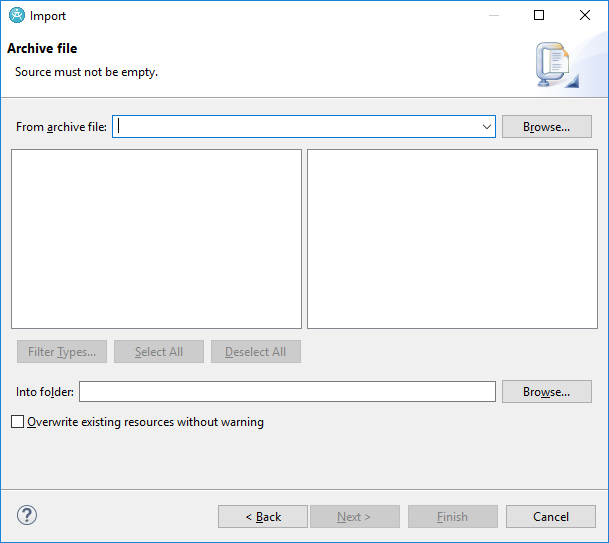 Import
Archive file
Source must not be empty.
From archive file:
Browse...
Filter Types...
Select All
Deselect All
Into folder:
Browse...
Overwrite existing resources without warning
?
< Back
Next >
Finish
Cancel